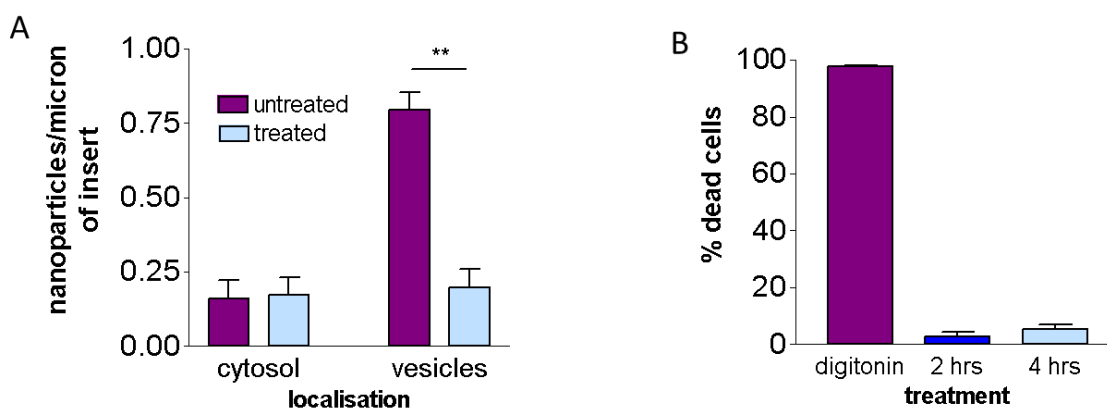 A
nanoparticles/micron
of insert
1.00
0.75
0.50
0.25
0.00
**
untreated
treated
cytosol
vesicles
localisation
B
% dead cells
100
80
60
40
20
0
digitonin
2 hrs
4 hrs
treatment